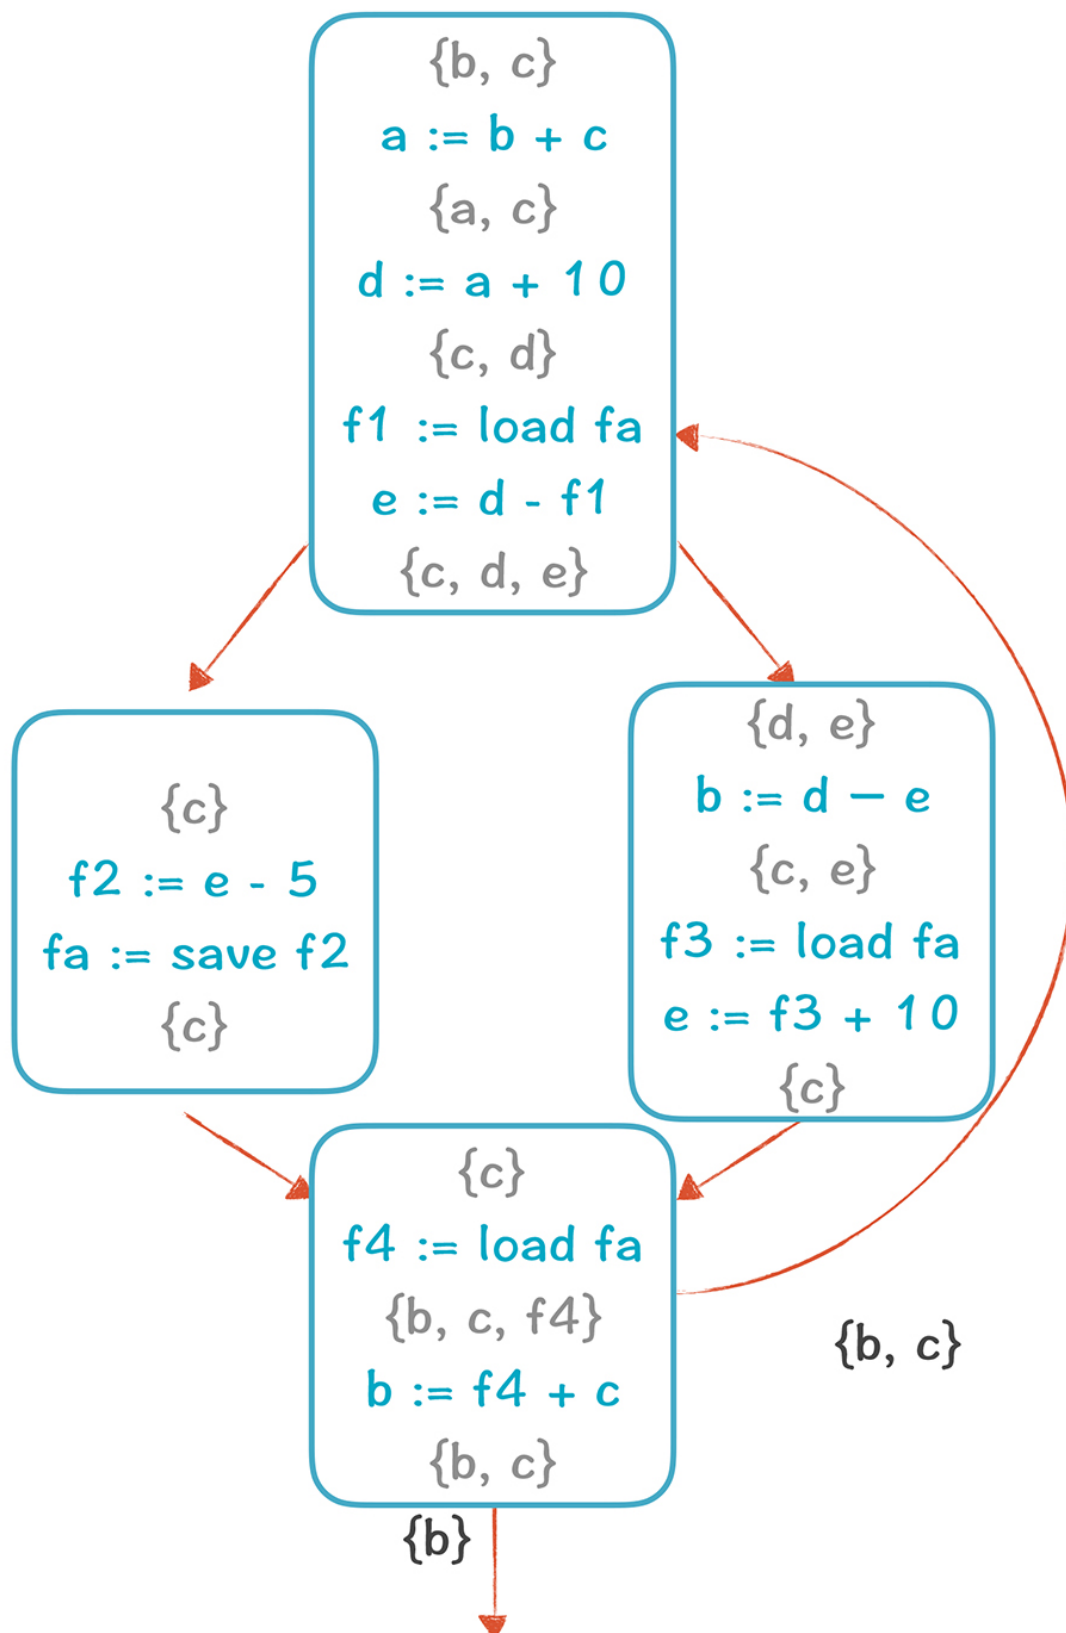 {b, c}
a := b + c
{a, c}
d := a + 10
{c, d}
f1 := load fa
e := d - f1
{c, d, e}
{c}
f2 := e - 5
fa := save f2
{c}
{d, e}
b := d — e
{c, e}
f3 := load fa
e := f3 + 10
{c}
{c}
f4 := load fa
{b, c, f4}
b := f4 + c
{b, c}
{b, c}
{b}